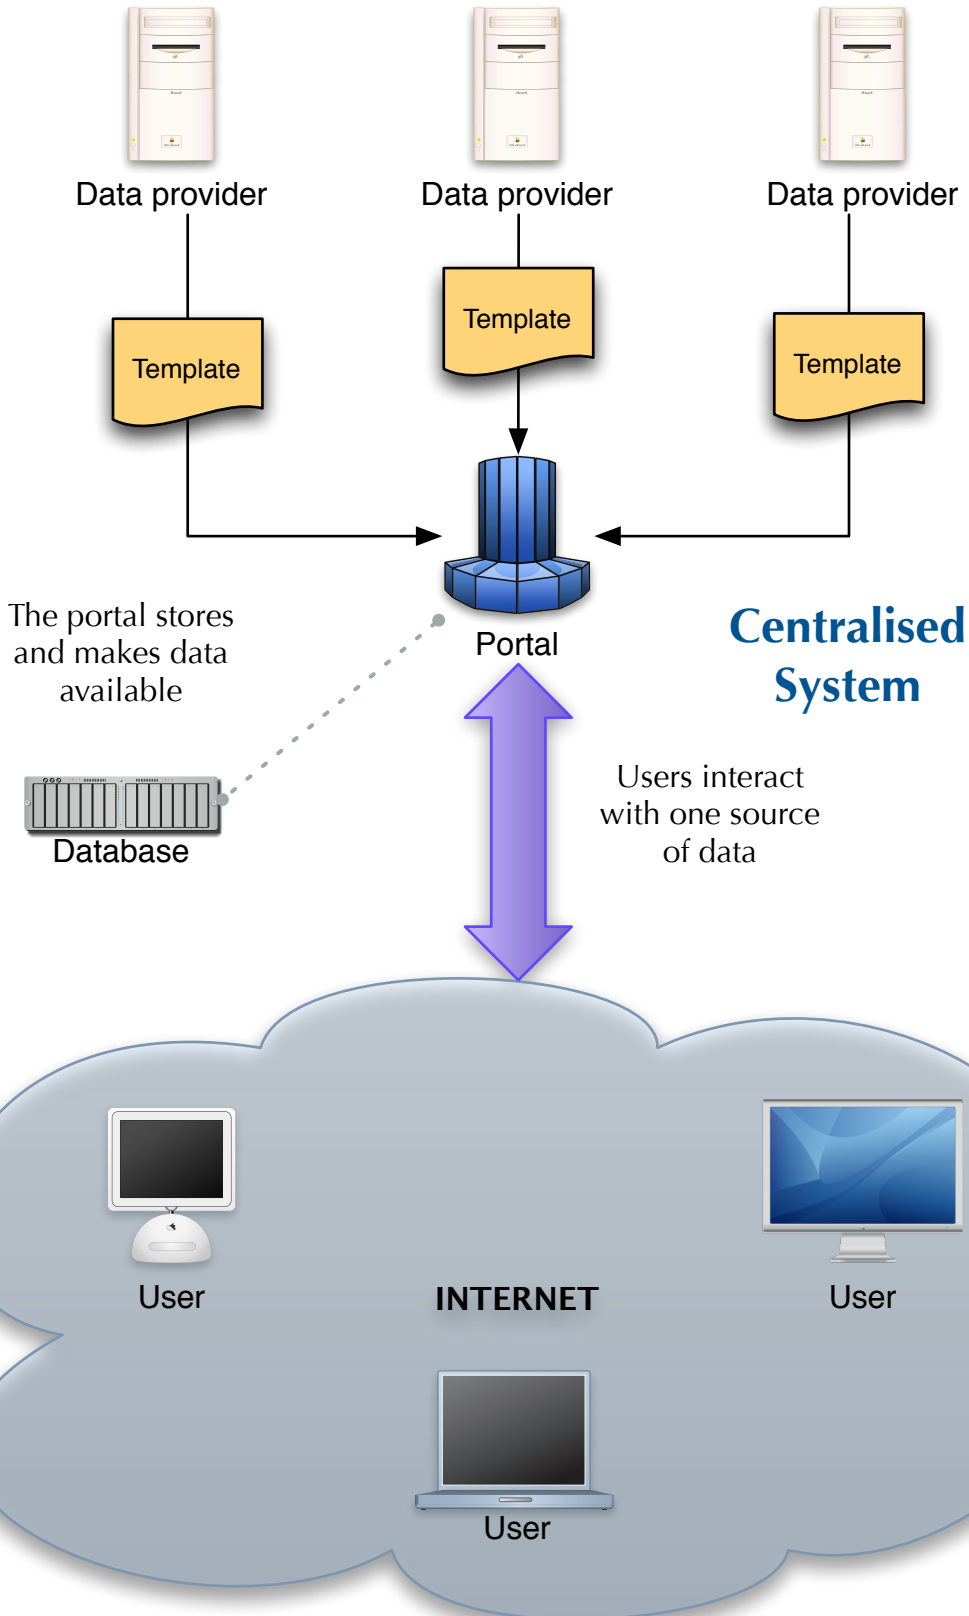 Data provider
Data provider
Data provider
Template
Template
Template
The portal stores
and makes data
available
Portal
Centralised
System
Users interact
with one source
of data
Database
User
INTERNET
User
User